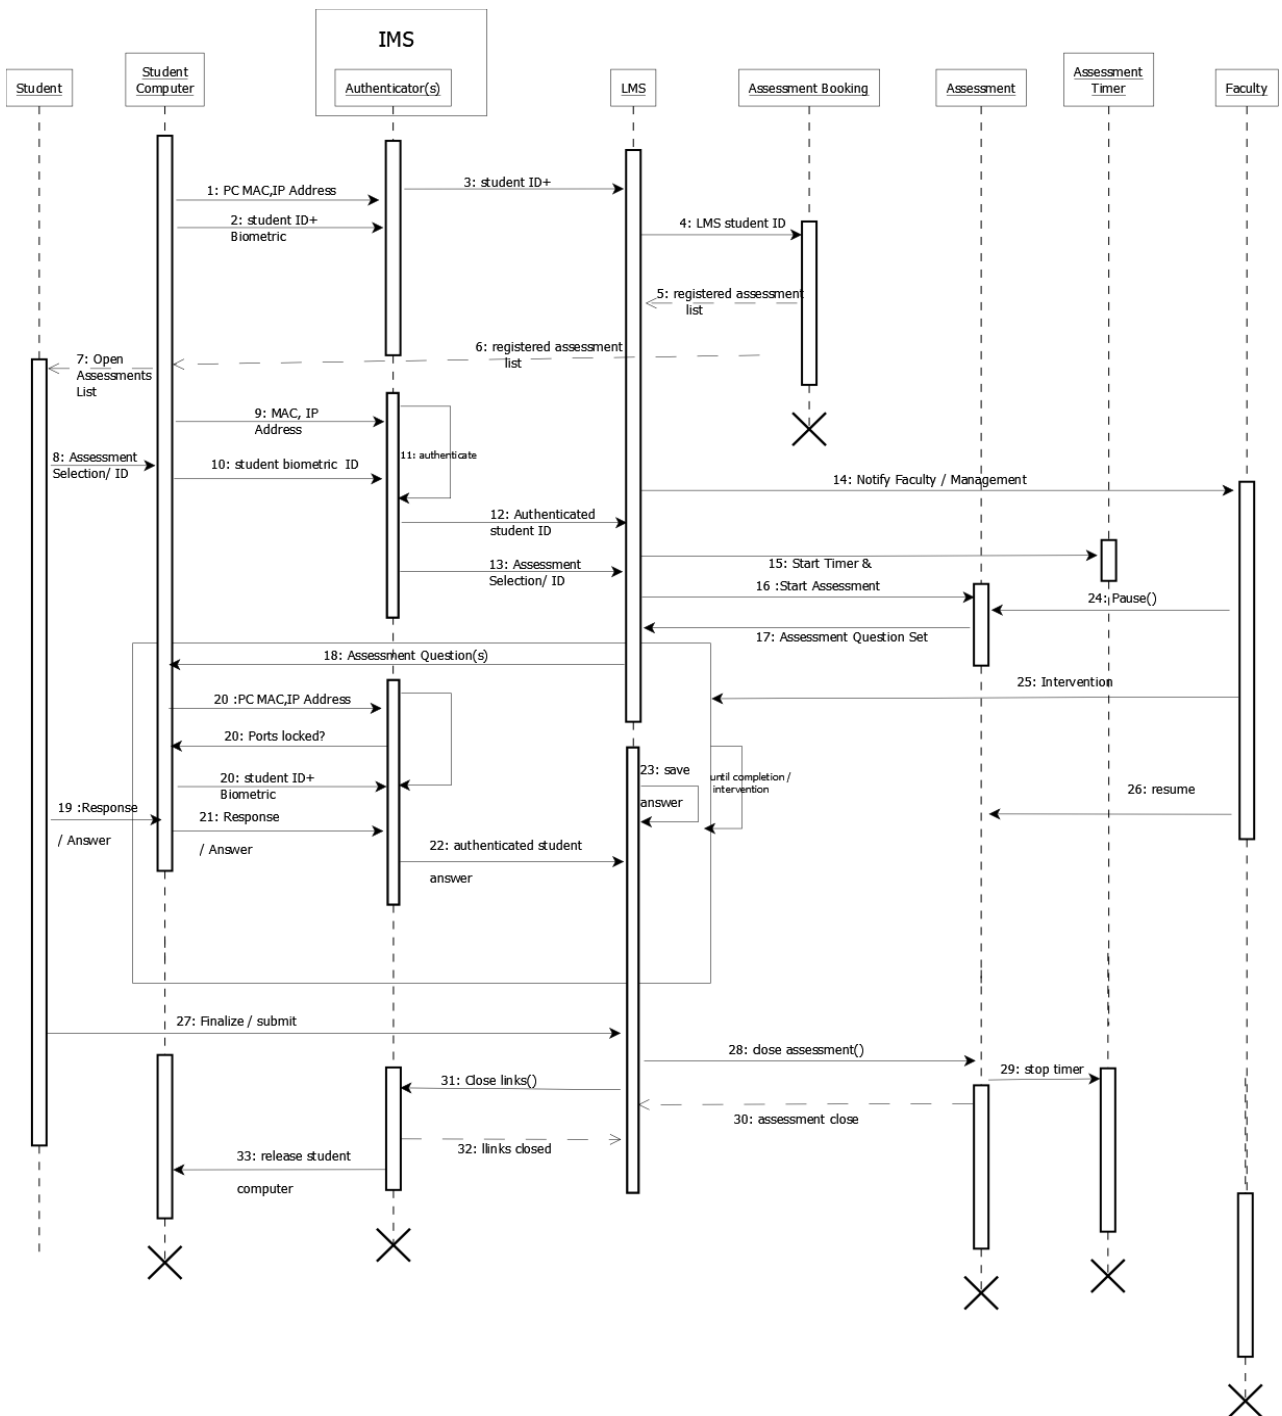 IMS
Student
Student
Computer
Authenticator(s)
LMS
Assessment Booking
Assessment
Assessment
Timer
Faculty
1: PC MAC,IP Address
3: student ID+
2: student ID+
Biometric
4: LMS student ID
5: registered assessment
list
6: registered assessment
list
7: Open
Assessments
List
9: MAC, IP
Address
8: Assessment
Selection/ ID
10: student biometric ID
11: authenticate
14: Notify Faculty / Management
12: Authenticated
student ID
13: Assessment
Selection/ ID
15: Start Timer &
16 :Start Assessment
24: Pause()
17: Assessment Question Set
18: Assessment Question(s)
25: Intervention
20 :PC MAC,IP Address
20: Ports locked?
20: student ID+
Biometric
23: save
answer
until completion /
intervention
26: resume
19 :Response
/ Answer
21: Response
/ Answer
22: authenticated student
answer
27: Finalize / submit
28: close assessment()
29: stop timer
31: Close links()
30: assessment close
32: llinks closed
33: release student
computer